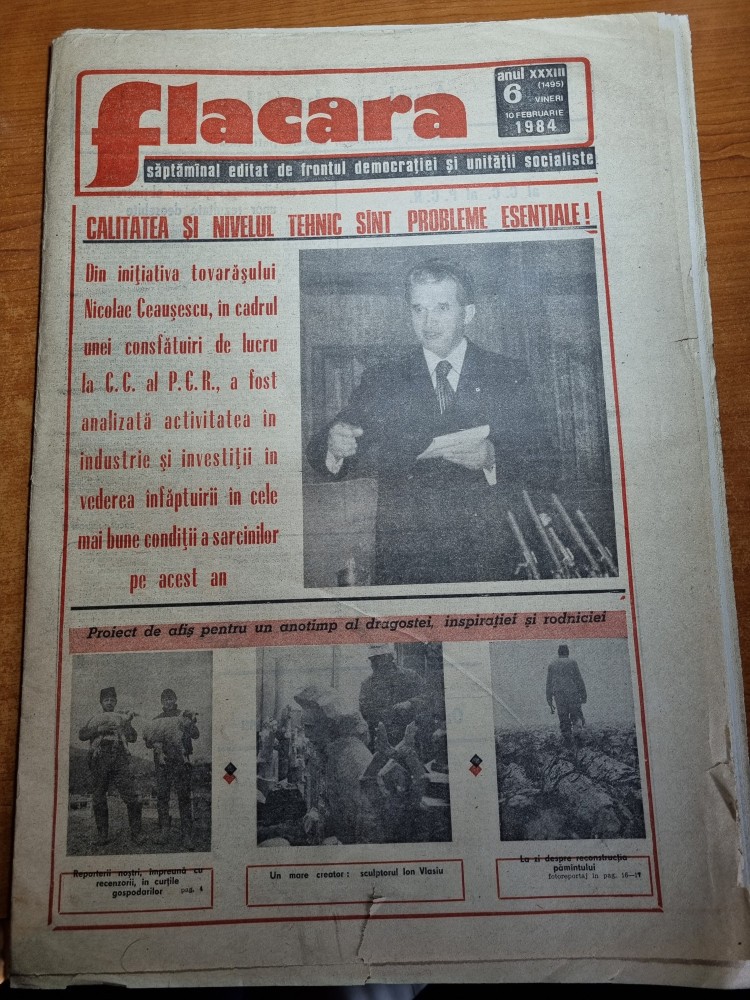 flacăra
anul XXXIII
6 (1495)
VINERI
10 FEBRUARIE
1984
săptămînal editat de frontul democrației și unității socialiste
CALITATEA ȘI NIVELUL TEHNIC SÎNT PROBLEME ESENȚIALE!
Din inițiativa tovarășului
Nicolae Ceaușescu, în cadrul
unei consfătuiri de lucru
la C.C. al P.C.R., a fost
analizată activitatea în
industrie și investiții în
vederea înfăptuirii în cele
mai bune condiții a sarcinilor
pe acest an
Proiect de afiș pentru un anotimp al dragostei, inspirației și rodniciei
Reporterii noștri, împreună cu
recenzorii, în curțile
gospodarilor pag. 4
Un mare creator: sculptorul Ion Vlasiu
La zi despre reconstrucția
pămîntului
fotoreportaj în pag. 16—17